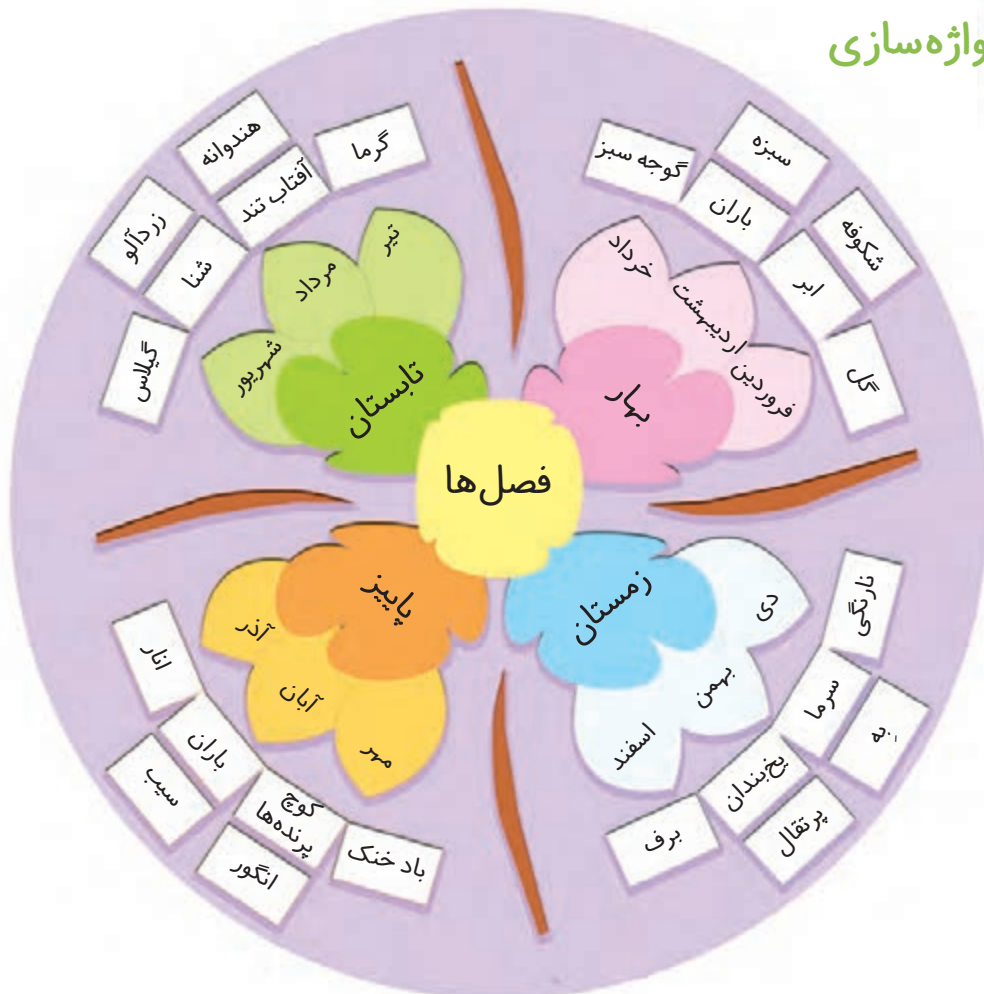 واژه‌سازی
فصل‌ها
بهار
فروردین
اردیبهشت
خرداد
گل
ابر
شکوفه
باران
سبزه
گوجه سبز
تابستان
تیر
مرداد
شهریور
گرما
آفتاب تند
هندوانه
شنا
زردآلو
گیلاس
پاییز
مهر
آبان
آذر
انار
باران
سیب
کوچ
پرنده‌ها
انگور
باد خنک
زمستان
دی
بهمن
اسفند
نارنگی
سرما
بِه
یخ‌بندان
پرتقال
برف